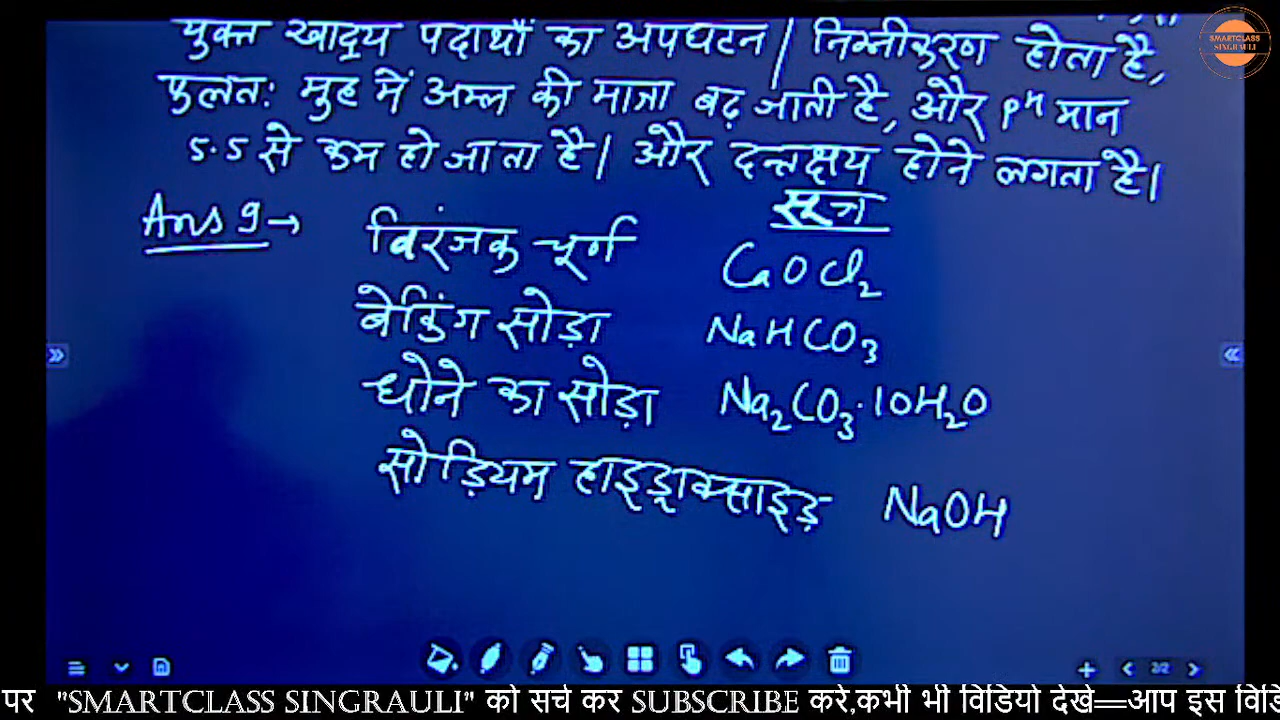 युक्त खाद्य पदार्थों का अपघटन / निम्नीकरण होता है,
फलतः मुह में अम्ल की मात्रा बढ़ जाती है, और pH मान
5.5 से कम हो जाता है। और दन्तक्षय होने लगता है।
सूत्र
Ans 9→ विरंजक चूर्ण CaOCl₂
बेकिंग सोड़ा NaHCO₃
धोने का सोड़ा Na₂CO₃·10H₂O
सोड़ियम हाइड्राक्साइड़ NaOH
SMARTCLASS
SINGRAULI
2/2
पर "SMARTCLASS SINGRAULI" को सर्च कर SUBSCRIBE करे,कभी भी विडियो देखे—आप इस विडि